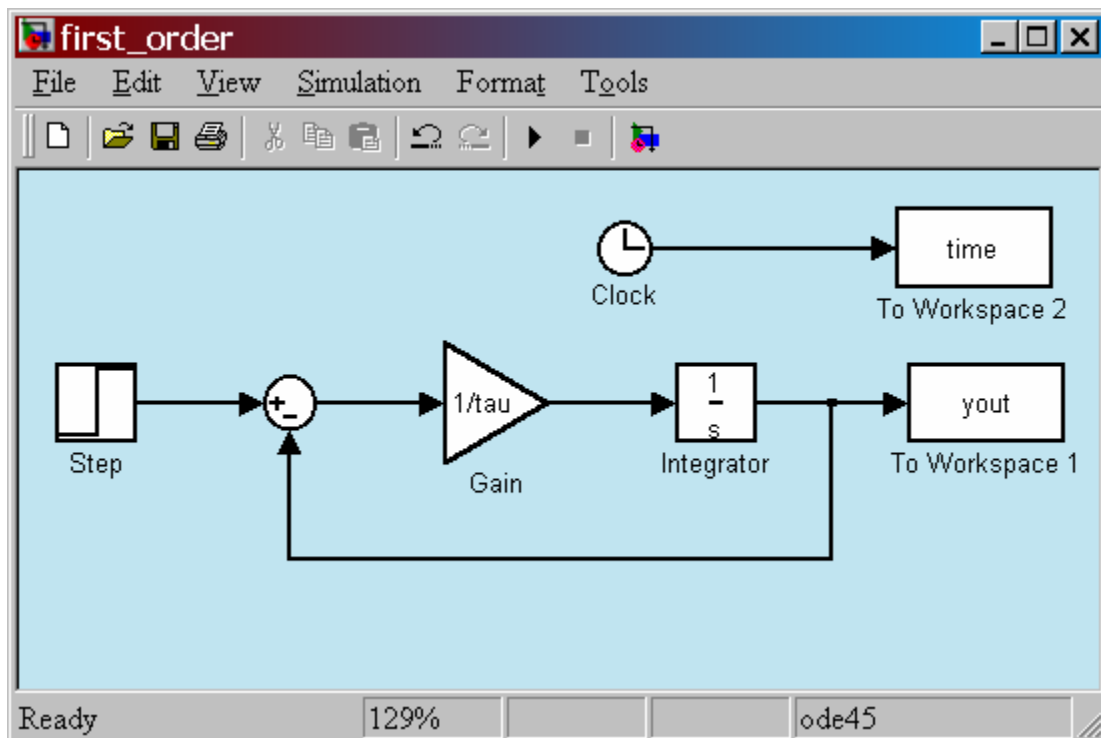 first_order
File Edit View Simulation Format Tools
time
Clock
To Workspace 2
+
-
1/tau
1
s
yout
Step
Gain
Integrator
To Workspace 1
Ready 129% ode45